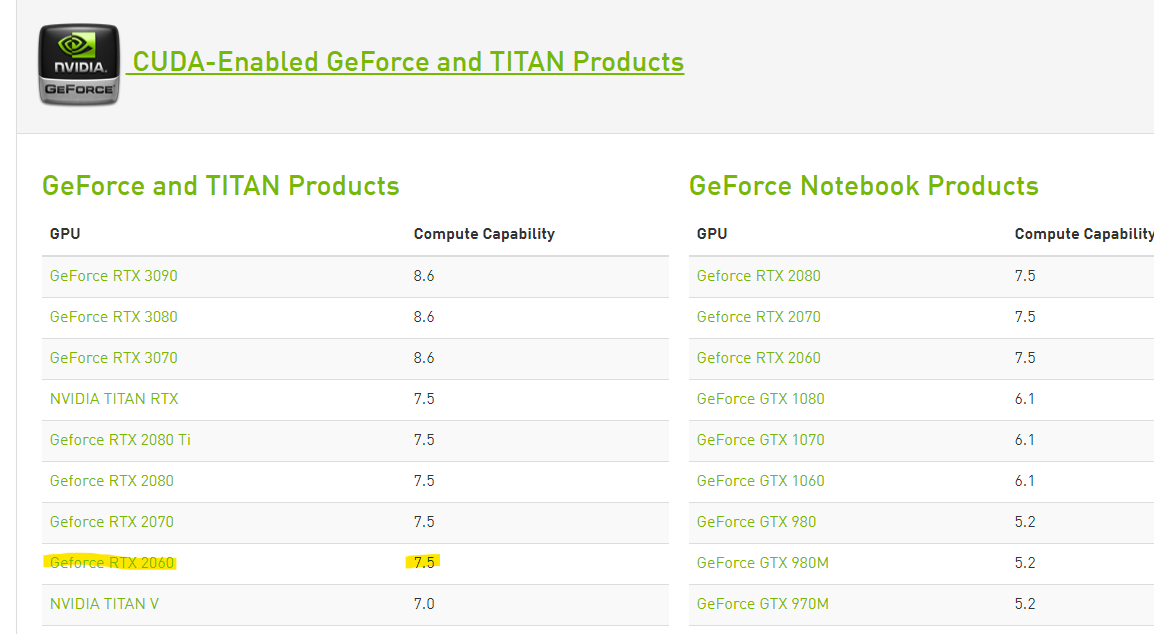 NVIDIA.
GEFORCE
CUDA-Enabled GeForce and TITAN Products
GeForce and TITAN Products
GPU Compute Capability
GeForce RTX 3090 8.6
GeForce RTX 3080 8.6
GeForce RTX 3070 8.6
NVIDIA TITAN RTX 7.5
Geforce RTX 2080 Ti 7.5
Geforce RTX 2080 7.5
Geforce RTX 2070 7.5
Geforce RTX 2060 7.5
NVIDIA TITAN V 7.0
GeForce Notebook Products
GPU Compute Capability
Geforce RTX 2080 7.5
Geforce RTX 2070 7.5
Geforce RTX 2060 7.5
GeForce GTX 1080 6.1
GeForce GTX 1070 6.1
GeForce GTX 1060 6.1
GeForce GTX 980 5.2
GeForce GTX 980M 5.2
GeForce GTX 970M 5.2